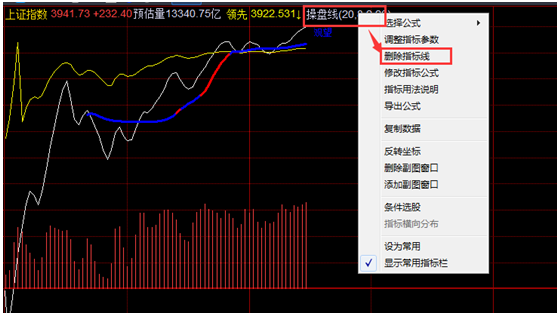 上证指数 3941.73 +232.40 预估量13340.75亿 领先 3922.531↓ 操盘线(20,
选择公式
调整指标参数
删除指标线
修改指标公式
指标用法说明
导出公式
复制数据
反转坐标
删除副图窗口
添加副图窗口
条件选股
指标横向分布
设为常用
显示常用指标栏